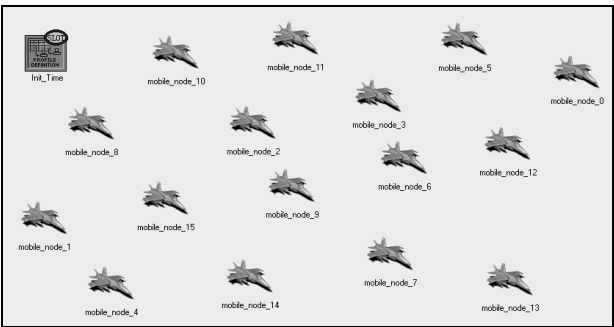 SLOT
PROFILE
DEFINITION
Init_Time
mobile_node_10
mobile_node_11
mobile_node_5
mobile_node_0
mobile_node_8
mobile_node_2
mobile_node_3
mobile_node_6
mobile_node_12
mobile_node_1
mobile_node_15
mobile_node_9
mobile_node_4
mobile_node_14
mobile_node_7
mobile_node_13